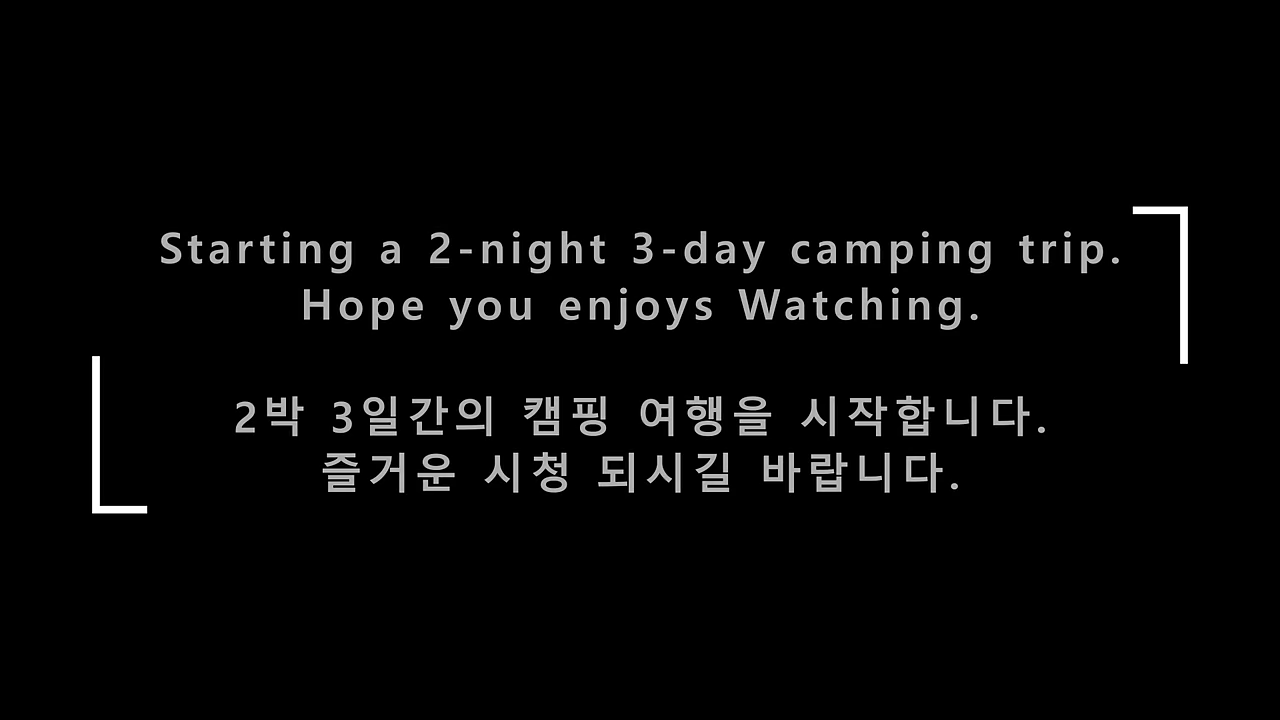 Starting a 2-night 3-day camping trip.
Hope you enjoys Watching.
2박 3일간의 캠핑 여행을 시작합니다.
즐거운 시청 되시길 바랍니다.